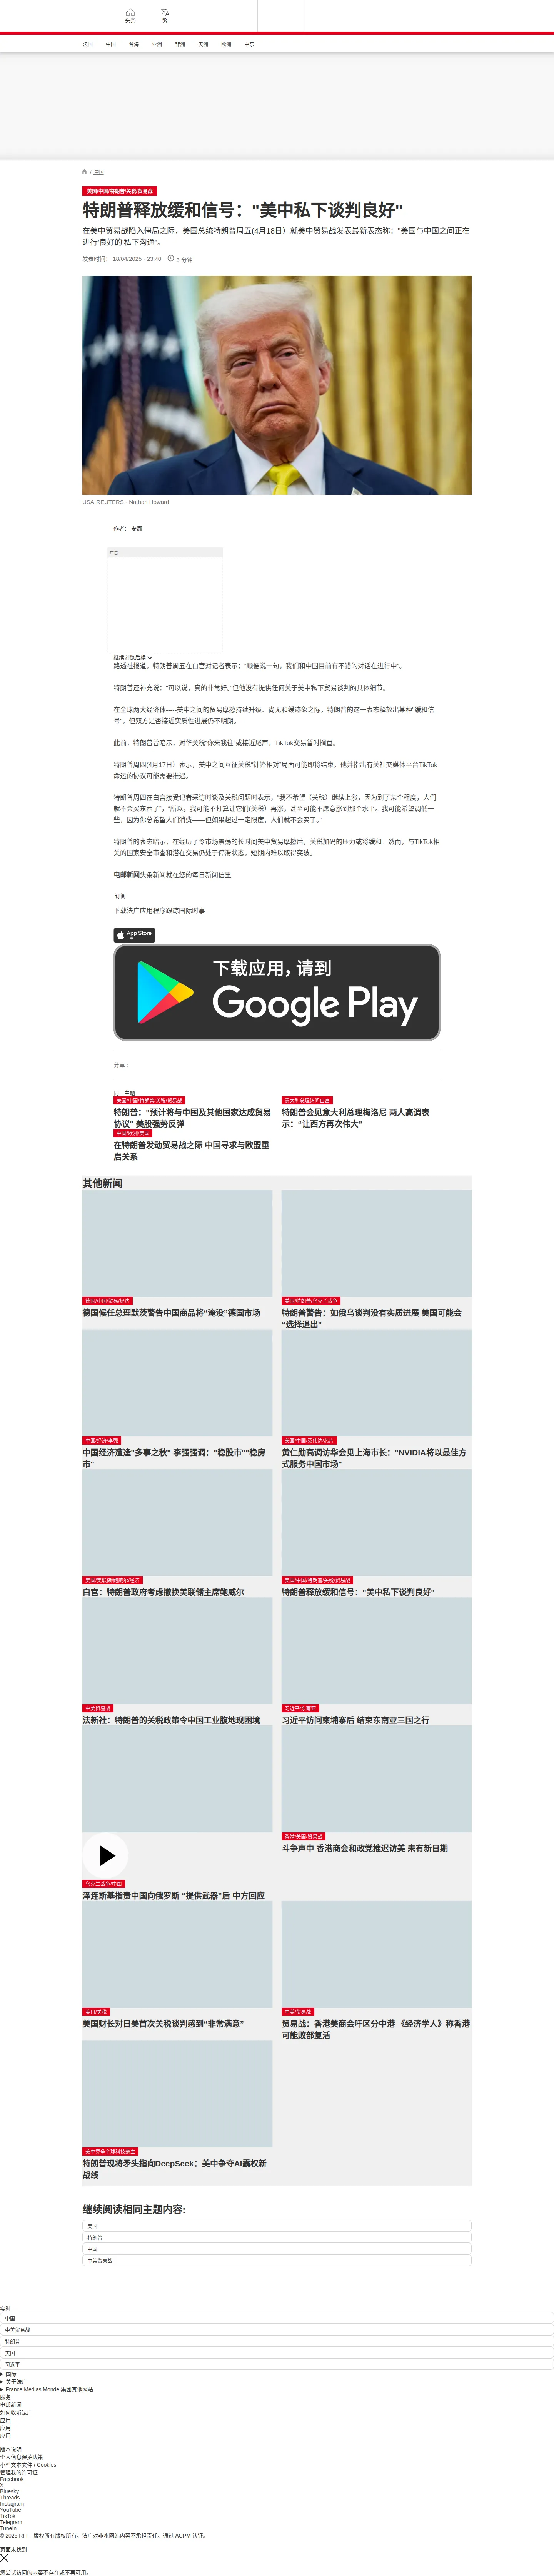 头条
繁
法国 中国 台海 亚洲 非洲 美洲 欧洲 中东
/ 中国
美国/中国/特朗普/关税/贸易战
特朗普释放缓和信号："美中私下谈判良好"
在美中贸易战陷入僵局之际，美国总统特朗普周五(4月18日）就美中贸易战发表最新表态称："美国与中国之间正在
进行'良好的'私下沟通"。
发表时间： 18/04/2025 - 23:40 3 分钟
USA REUTERS - Nathan Howard
作者： 安娜
广告
继续浏览后续
路透社报道，特朗普周五在白宫对记者表示："顺便说一句，我们和中国目前有不错的对话在进行中"。
特朗普还补充说："可以说，真的非常好。"但他没有提供任何关于美中私下贸易谈判的具体细节。
在全球两大经济体-----美中之间的贸易摩擦持续升级、尚无和缓迹象之际，特朗普的这一表态释放出某种"缓和信
号"。但双方是否接近实质性进展仍不明朗。
此前，特朗普曾暗示，对华关税"你来我往"或接近尾声，TikTok交易暂时搁置。
特朗普周四(4月17日）表示，美中之间互征关税"针锋相对"局面可能即将结束，他并指出有关社交媒体平台TikTok
命运的协议可能需要推迟。
特朗普周四在白宫接受记者采访时谈及关税问题时表示，"我不希望（关税）继续上涨，因为到了某个程度，人们
就不会买东西了"，"所以，我可能不打算让它们(关税）再涨，甚至可能不愿意涨到那个水平。我可能希望调低一
些，因为你总希望人们消费——但如果超过一定限度，人们就不会买了。"
特朗普的表态暗示，在经历了令市场震荡的长时间美中贸易摩擦后，关税加码的压力或将缓和。然而，与TikTok相
关的国家安全审查和潜在交易仍处于停滞状态，短期内难以取得突破。
电邮新闻头条新闻就在您的每日新闻信里
订阅
下载法广应用程序跟踪国际时事
App Store
下载
下载应用，请到
Google Play
分享 :
同一主题
美国/中国/特朗普/关税/贸易战
特朗普："预计将与中国及其他国家达成贸易
协议" 美股强势反弹
意大利总理访问白宫
特朗普会见意大利总理梅洛尼 两人高调表
示："让西方再次伟大"
中国/欧洲/美国
在特朗普发动贸易战之际 中国寻求与欧盟重
启关系
其他新闻
德国/中国/贸易/经济
德国候任总理默茨警告中国商品将"淹没"德国市场
美国/特朗普/乌克兰战争
特朗普警告：如俄乌谈判没有实质进展 美国可能会
"选择退出"
中国/经济/李强
中国经济遭逢"多事之秋" 李强强调："稳股市""稳房
市"
美国/中国/英伟达/芯片
黄仁勋高调访华会见上海市长："NVIDIA将以最佳方
式服务中国市场"
美国/美联储/鲍威尔/经济
白宫：特朗普政府考虑撤换美联储主席鲍威尔
美国/中国/特朗普/关税/贸易战
特朗普释放缓和信号："美中私下谈判良好"
中美贸易战
法新社：特朗普的关税政策令中国工业腹地现困境
习近平/东南亚
习近平访问柬埔寨后 结束东南亚三国之行
乌克兰战争/中国
泽连斯基指责中国向俄罗斯 "提供武器"后 中方回应
香港/美国/贸易战
斗争声中 香港商会和政党推迟访美 未有新日期
美日/关税
美国财长对日美首次关税谈判感到"非常满意"
中美/贸易战
贸易战：香港美商会吁区分中港 《经济学人》称香港
可能败部复活
美中竞争全球科技霸主
特朗普现将矛头指向DeepSeek：美中争夺AI霸权新
战线
继续阅读相同主题内容:
美国
特朗普
中国
中美贸易战
实时
中国
中美贸易战
特朗普
美国
习近平
国际
关于法广
France Médias Monde 集团其他网站
服务
电邮新闻
如何收听法广
应用
应用
应用
版本说明
个人信息保护政策
小型文本文件 / Cookies
管理我的许可证
Facebook
X
Bluesky
Threads
Instagram
YouTube
TikTok
Telegram
TuneIn
© 2025 RFI – 版权所有版权所有。法广对非本网站内容不承担责任。通过 ACPM 认证。
页面未找到
您尝试访问的内容不存在或不再可用。